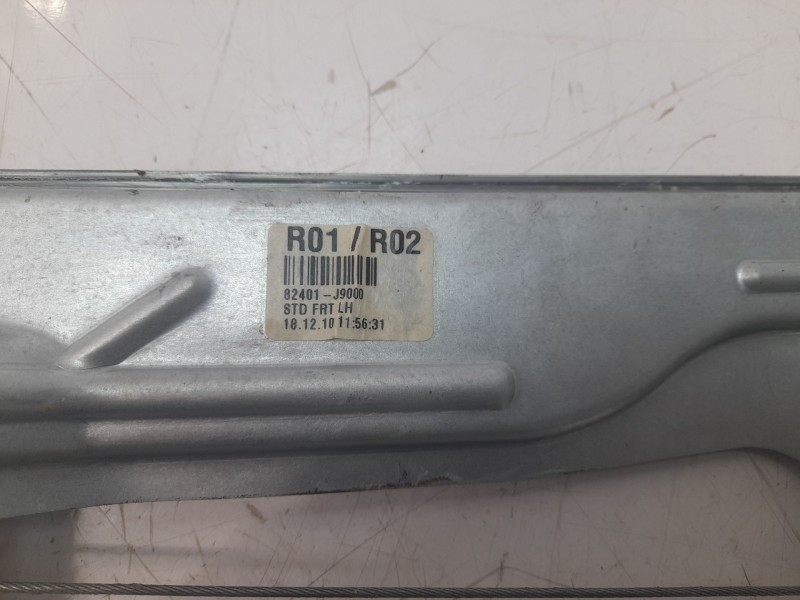 R01 / R02
82401-J9000
STD FRT LH
18.12.10 11:56:31